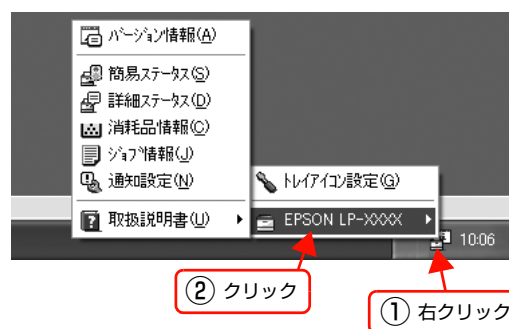 バージョン情報(A)
簡易ステータス(S)
詳細ステータス(D)
消耗品情報(C)
ジョブ情報(J)
通知設定(N)
取扱説明書(U)
トレイアイコン設定(G)
EPSON LP-XXXX
10:06
② クリック
① 右クリック